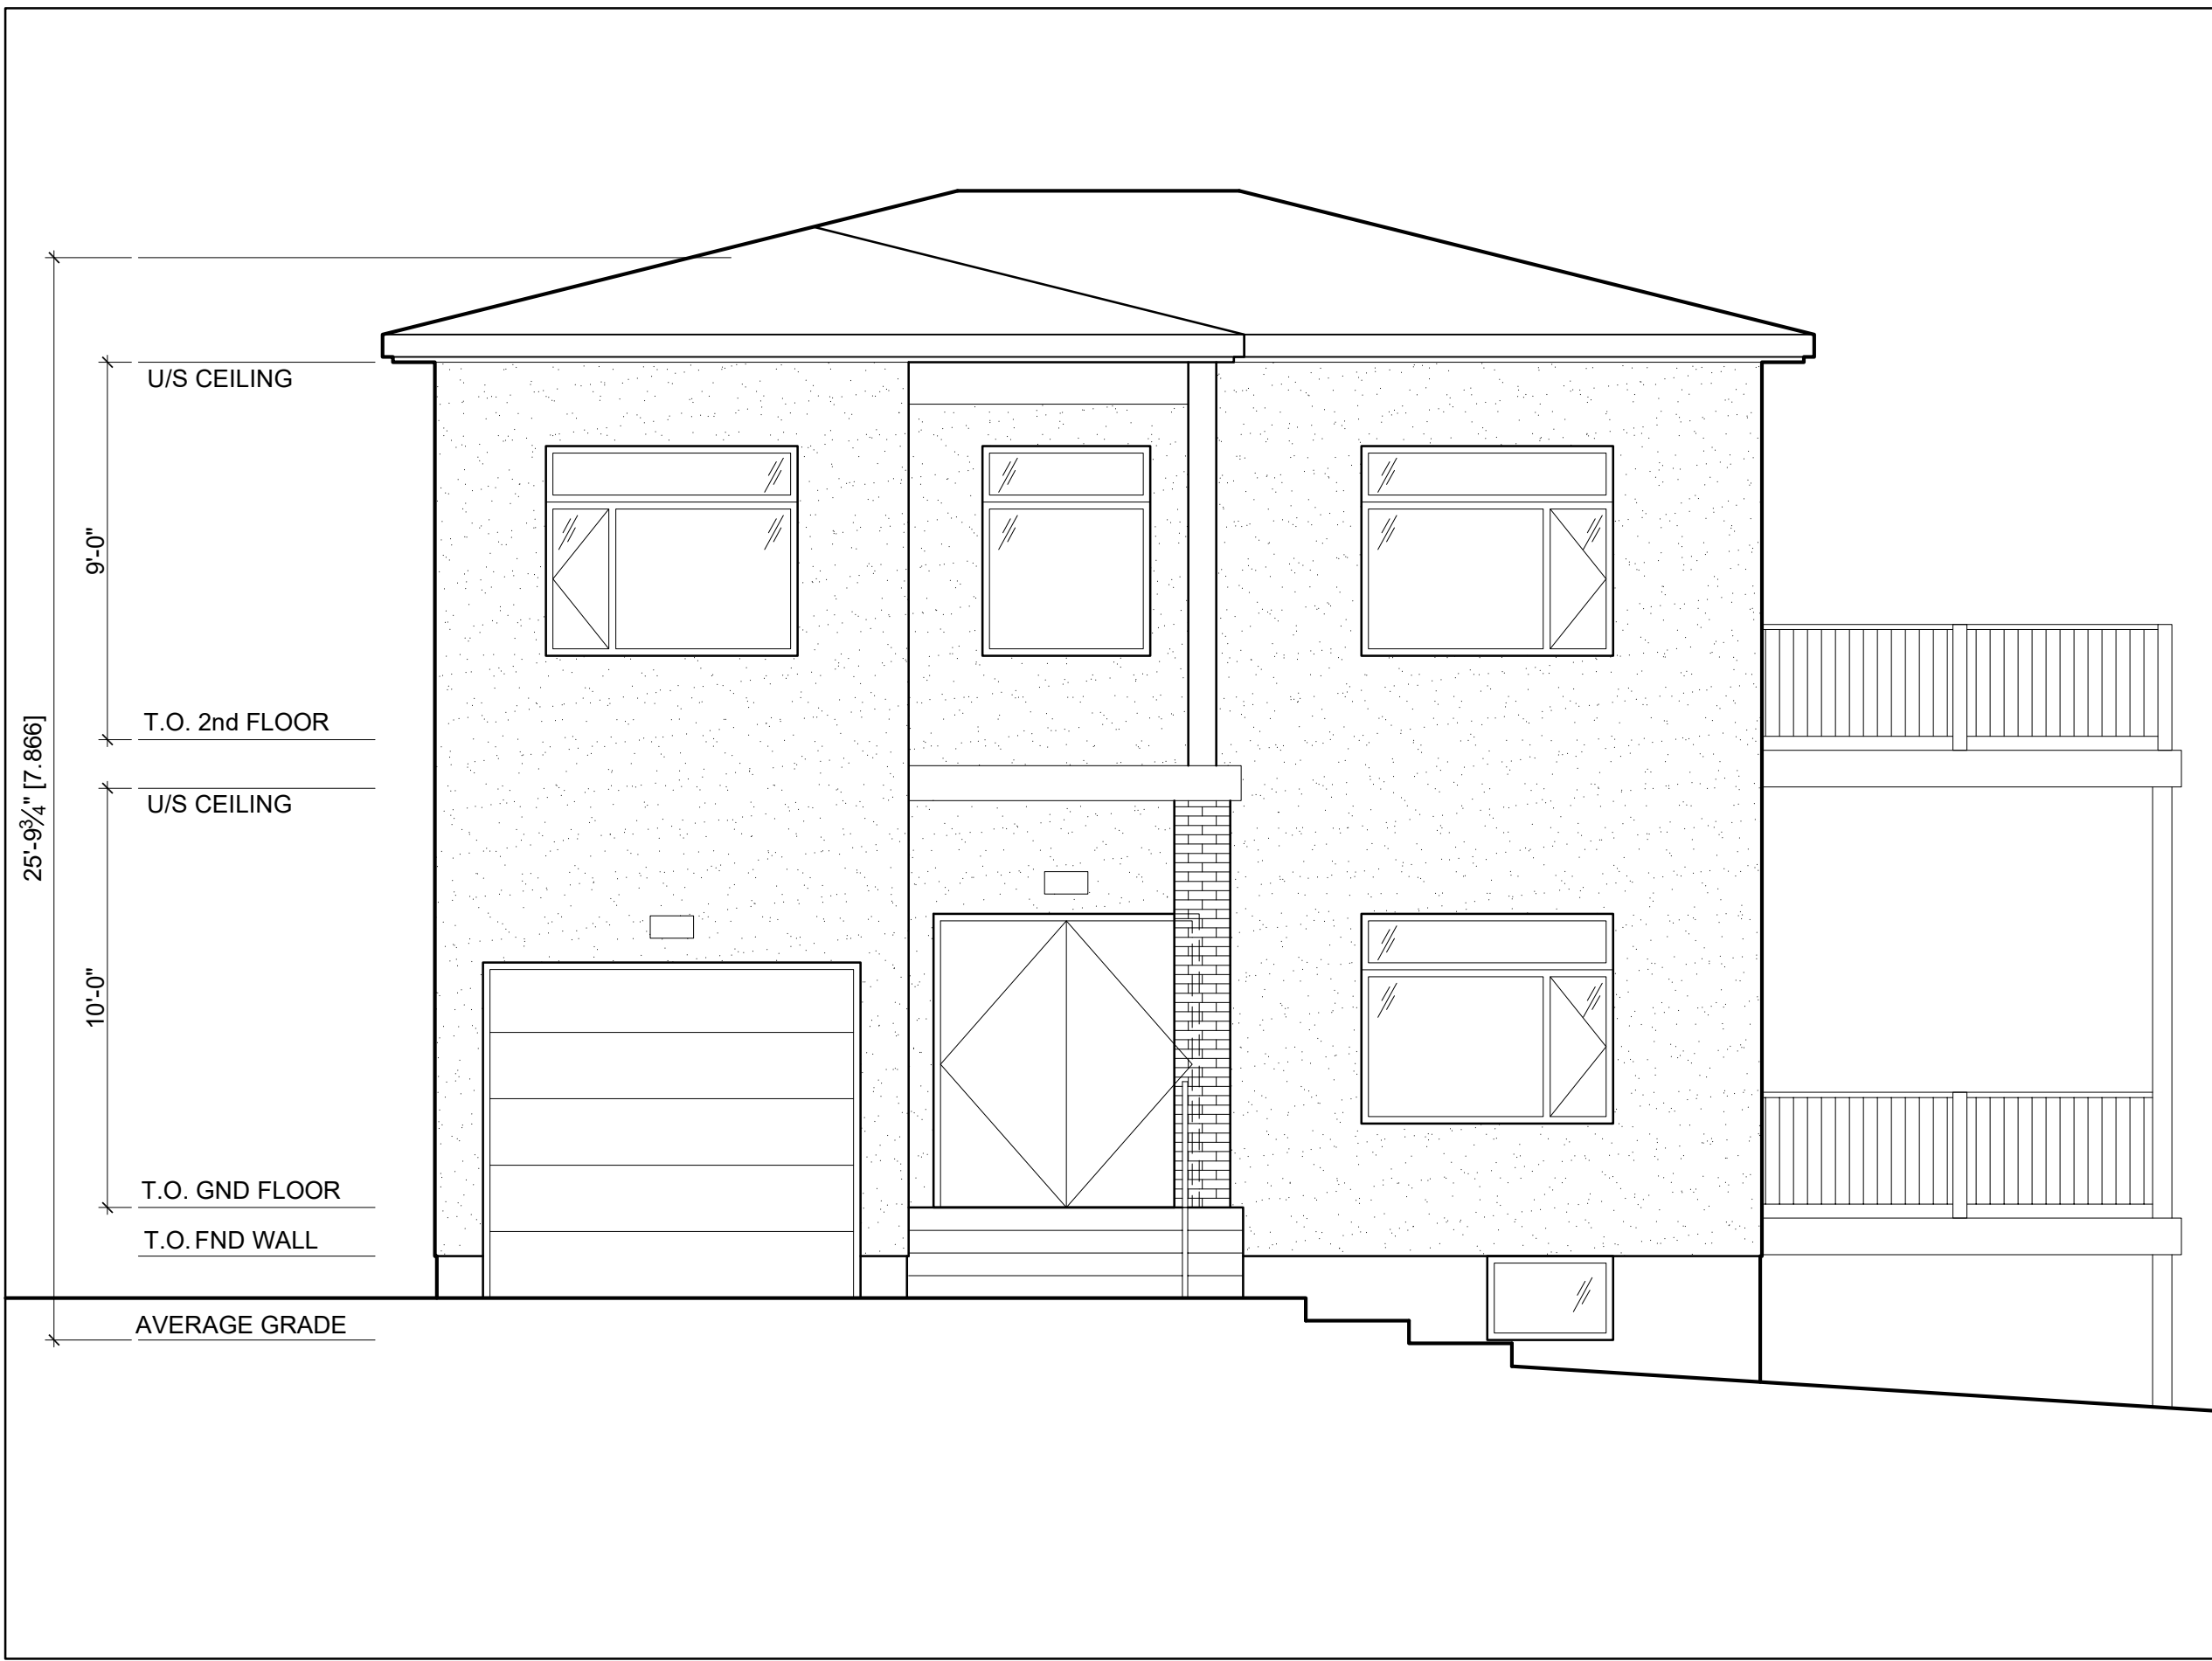 U/S CEILING
9'-0"
T.O. 2nd FLOOR
25'-9¾" [7.866]
U/S CEILING
10'-0"
T.O. GND FLOOR
T.O. FND WALL
AVERAGE GRADE